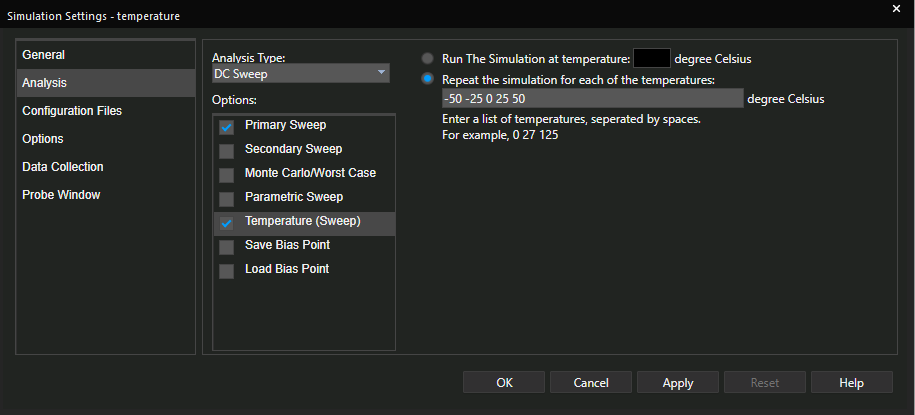 Simulation Settings - temperature
General
Analysis
Configuration Files
Options
Data Collection
Probe Window
Analysis Type:
DC Sweep
Options:
Primary Sweep
Secondary Sweep
Monte Carlo/Worst Case
Parametric Sweep
Temperature (Sweep)
Save Bias Point
Load Bias Point
Run The Simulation at temperature: degree Celsius
Repeat the simulation for each of the temperatures:
-50 -25 0 25 50 degree Celsius
Enter a list of temperatures, seperated by spaces.
For example, 0 27 125
OK Cancel Apply Reset Help